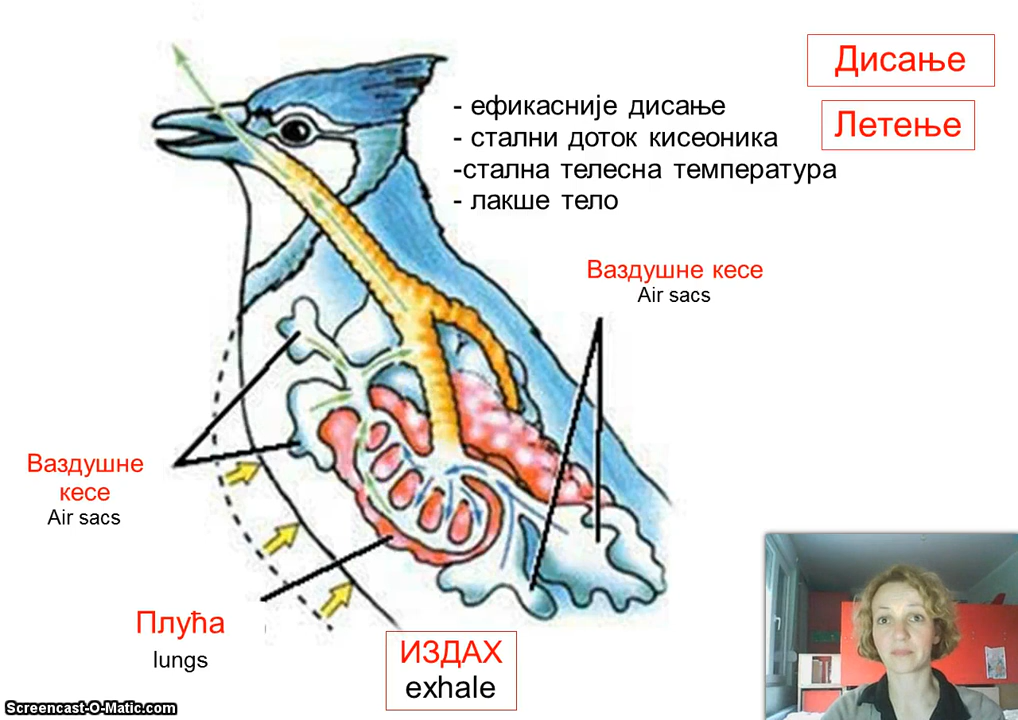 Дисање
Летење
- ефикасније дисање
- стални доток кисеоника
-стална телесна температура
- лакше тело
Ваздушне кесе
Air sacs
Ваздушне
кесе
Air sacs
Плућа
lungs
ИЗДАХ
exhale
Screencast-O-Matic.com